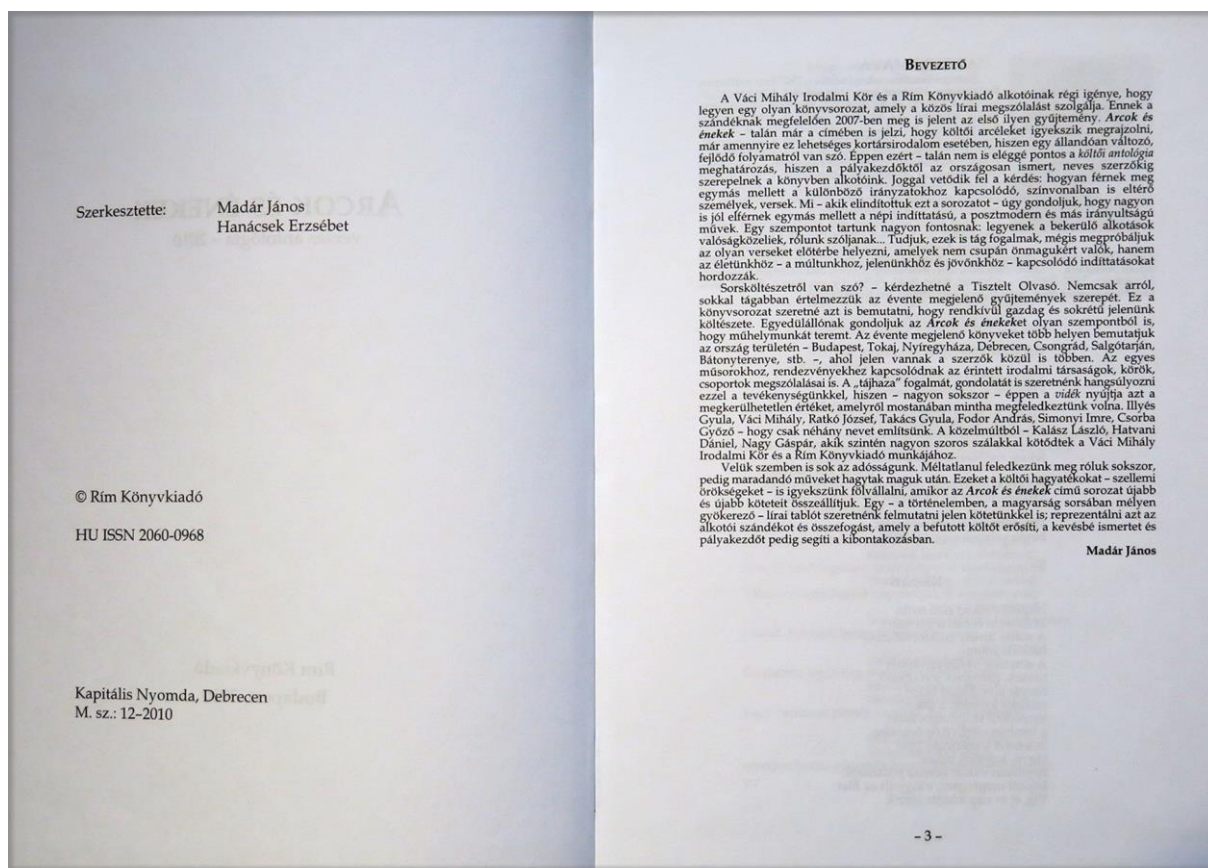 Szerkesztette: Madár János
Hanácsek Erzsébet
© Rím Könyvkiadó
HU ISSN 2060-0968
Kapitális Nyomda, Debrecen
M. sz.: 12–2010
BEVEZETŐ
A Váci Mihály Irodalmi Kör és a Rím Könyvkiadó alkotóinak régi igénye, hogy
legyen egy olyan könyvsorozat, amely a közös lírai megszólalást szolgálja. Ennek a
szándéknak megfelelően 2007-ben meg is jelent az első ilyen gyűjtemény. Arcok és
énekek – talán már a címében is jelzi, hogy költői arcéleket igyekszik megrajzolni,
már amennyire ez lehetséges kortársirodalom esetében, hiszen egy állandóan változó,
fejlődő folyamatról van szó. Éppen ezért – talán nem is eléggé pontos a költői antológia
meghatározás, hiszen a pályakezdőktől az országosan ismert, neves szerzőkig
szerepelnek a könyvben alkotóink. Joggal vetődik fel a kérdés: hogyan férnek meg
egymás mellett a különböző irányzatokhoz kapcsolódó, színvonalban is eltérő
személyek, versek. Mi – akik elindítottuk ezt a sorozatot – úgy gondoljuk, hogy nagyon
is jól elférnek egymás mellett a népi indíttatású, a posztmodern és más irányultságú
művek. Egy szempontot tartunk nagyon fontosnak: legyenek a bekerülő alkotások
valóságközeliek, rólunk szóljanak... Tudjuk, ezek is tág fogalmak, mégis megpróbáljuk
az olyan verseket előtérbe helyezni, amelyek nem csupán önmagukért valók, hanem
az életünkhöz – a múltunkhoz, jelenünkhöz és jövőnkhöz – kapcsolódó indíttatásokat
hordozzák.
Sorsköltészetről van szó? – kérdezhetné a Tisztelt Olvasó. Nemcsak arról,
sokkal tágabban értelmezzük az évente megjelenő gyűjtemények szerepét. Ez a
könyvsorozat szeretné azt is bemutatni, hogy rendkívül gazdag és sokrétű jelenünk
költészete. Egyedülállónak gondoljuk az Arcok és énekeket olyan szempontból is,
hogy műhelymunkát teremt. Az évente megjelenő könyveket több helyen bemutatjuk
az ország területén – Budapest, Tokaj, Nyíregyháza, Debrecen, Csongrád, Salgótarján,
Bátonyterenye, stb. –, ahol jelen vannak a szerzők közül is többen. Az egyes
műsorokhoz, rendezvényekhez kapcsolódnak az érintett irodalmi társaságok, körök,
csoportok megszólalásai is. A „tájhaza” fogalmát, gondolatát is szeretnénk hangsúlyozni
ezzel a tevékenységünkkel, hiszen – nagyon sokszor – éppen a vidék nyújtja azt a
megkerülhetetlen értéket, amelyről mostanában mintha megfeledkeztünk volna. Illyés
Gyula, Váci Mihály, Ratkó József, Takács Gyula, Fodor András, Simonyi Imre, Csorba
Győző – hogy csak néhány nevet említsünk. A közelmúltból – Kalász László, Hatvani
Dániel, Nagy Gáspár, akik szintén nagyon szoros szálakkal kötődtek a Váci Mihály
Irodalmi Kör és a Rím Könyvkiadó munkájához.
Velük szemben is sok az adósságunk. Méltatlanul feledkezünk meg róluk sokszor,
pedig maradandó műveket hagytak maguk után. Ezeket a költői hagyatékokat – szellemi
örökségeket – is igyekszünk fölvállalni, amikor az Arcok és énekek című sorozat újabb
és újabb köteteit összeállítjuk. Egy – a történelemben, a magyarság sorsában mélyen
gyökerező – lírai tablót szeretnénk felmutatni jelen kötetünkkel is; reprezentálni azt az
alkotói szándékot és összefogást, amely a befutott költőt erősíti, a kevésbé ismertet és
pályakezdőt pedig segíti a kibontakozásban.
Madár János
– 3 –